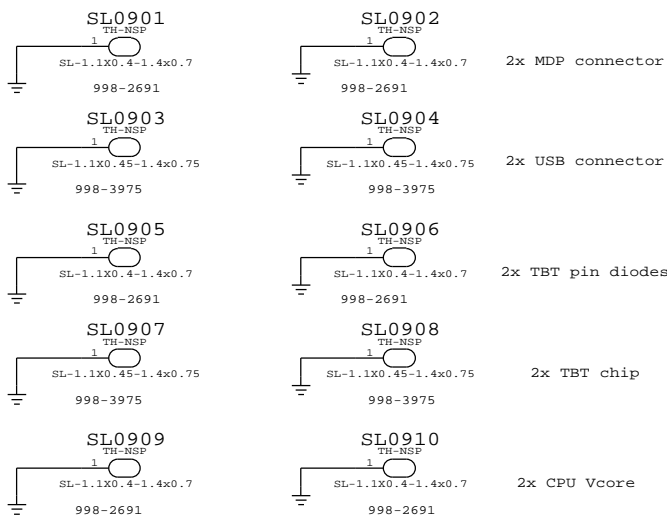 SL0901
TH-NSP
1
SL-1.1X0.4-1.4x0.7
998-2691
SL0902
TH-NSP
1
SL-1.1X0.4-1.4x0.7
998-2691
2x MDP connector
SL0903
TH-NSP
1
SL-1.1X0.45-1.4x0.75
998-3975
SL0904
TH-NSP
1
SL-1.1X0.45-1.4x0.75
998-3975
2x USB connector
SL0905
TH-NSP
1
SL-1.1X0.4-1.4x0.7
998-2691
SL0906
TH-NSP
1
SL-1.1X0.4-1.4x0.7
998-2691
2x TBT pin diodes
SL0907
TH-NSP
1
SL-1.1X0.45-1.4x0.75
998-3975
SL0908
TH-NSP
1
SL-1.1X0.45-1.4x0.75
998-3975
2x TBT chip
SL0909
TH-NSP
1
SL-1.1X0.4-1.4x0.7
998-2691
SL0910
TH-NSP
1
SL-1.1X0.4-1.4x0.7
998-2691
2x CPU Vcore